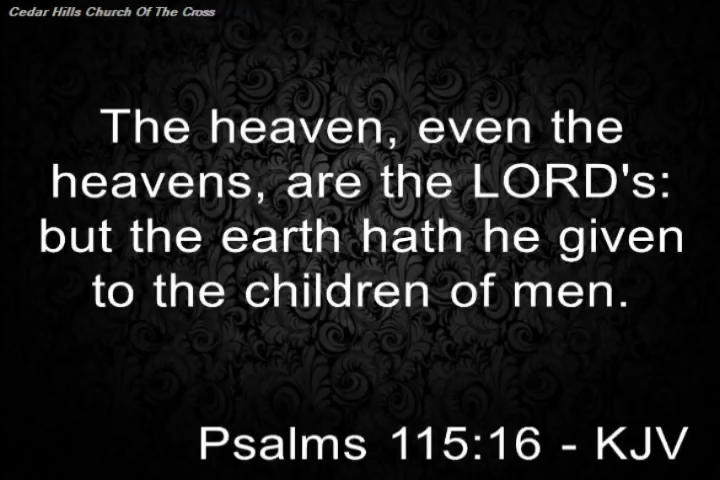 Cedar Hills Church Of The Cross
The heaven, even the
heavens, are the LORD's:
but the earth hath he given
to the children of men.
Psalms 115:16 - KJV